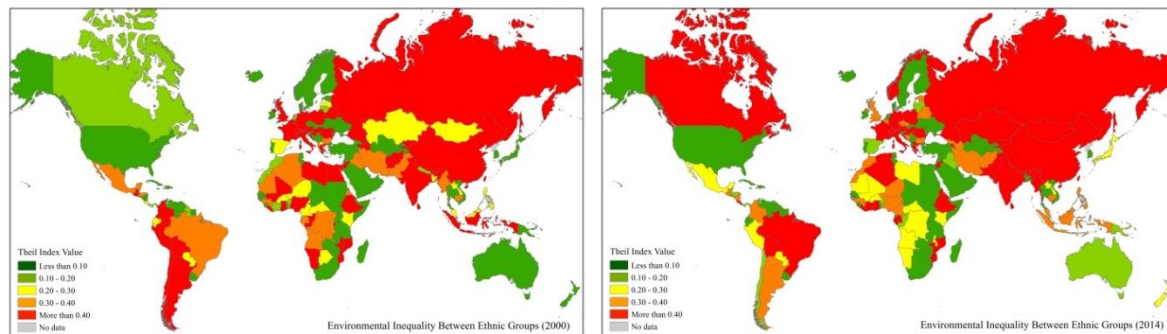 Theil Index Value
Less than 0.10
0.10 - 0.20
0.20 - 0.30
0.30 - 0.40
More than 0.40
No data
Environmental Inequality Between Ethnic Groups (2000)
Theil Index Value
Less than 0.10
0.10 - 0.20
0.20 - 0.30
0.30 - 0.40
More than 0.40
No data
Environmental Inequality Between Ethnic Groups (2014)